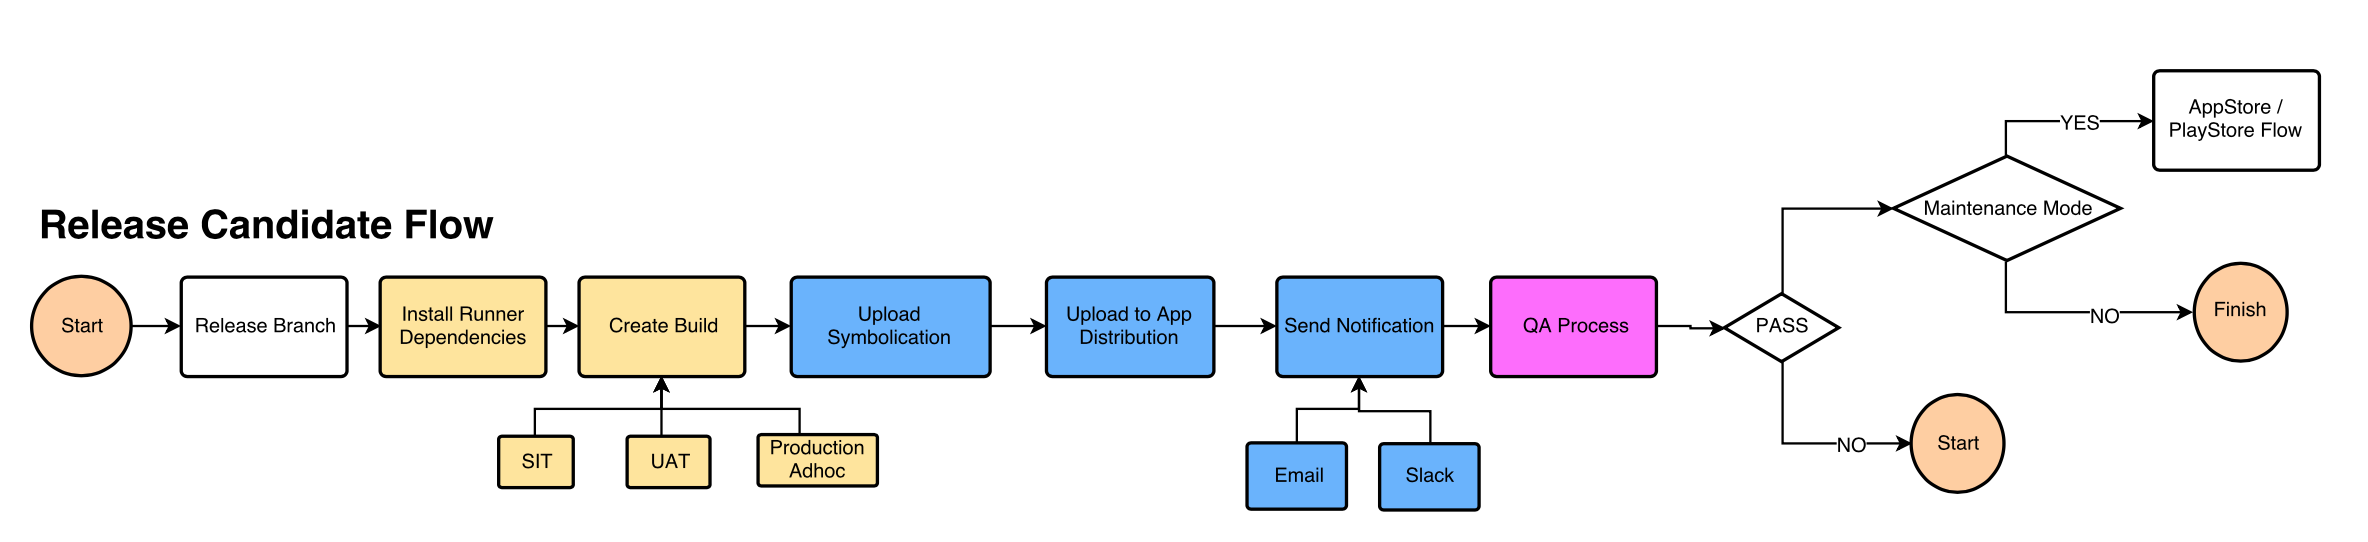 Release Candidate Flow
Start
Release Branch
Install Runner
Dependencies
Create Build
Upload
Symbolication
Upload to App
Distribution
Send Notification
QA Process
PASS
SIT
UAT
Production
Adhoc
Email
Slack
Maintenance Mode
YES
AppStore /
PlayStore Flow
NO
Finish
NO
Start